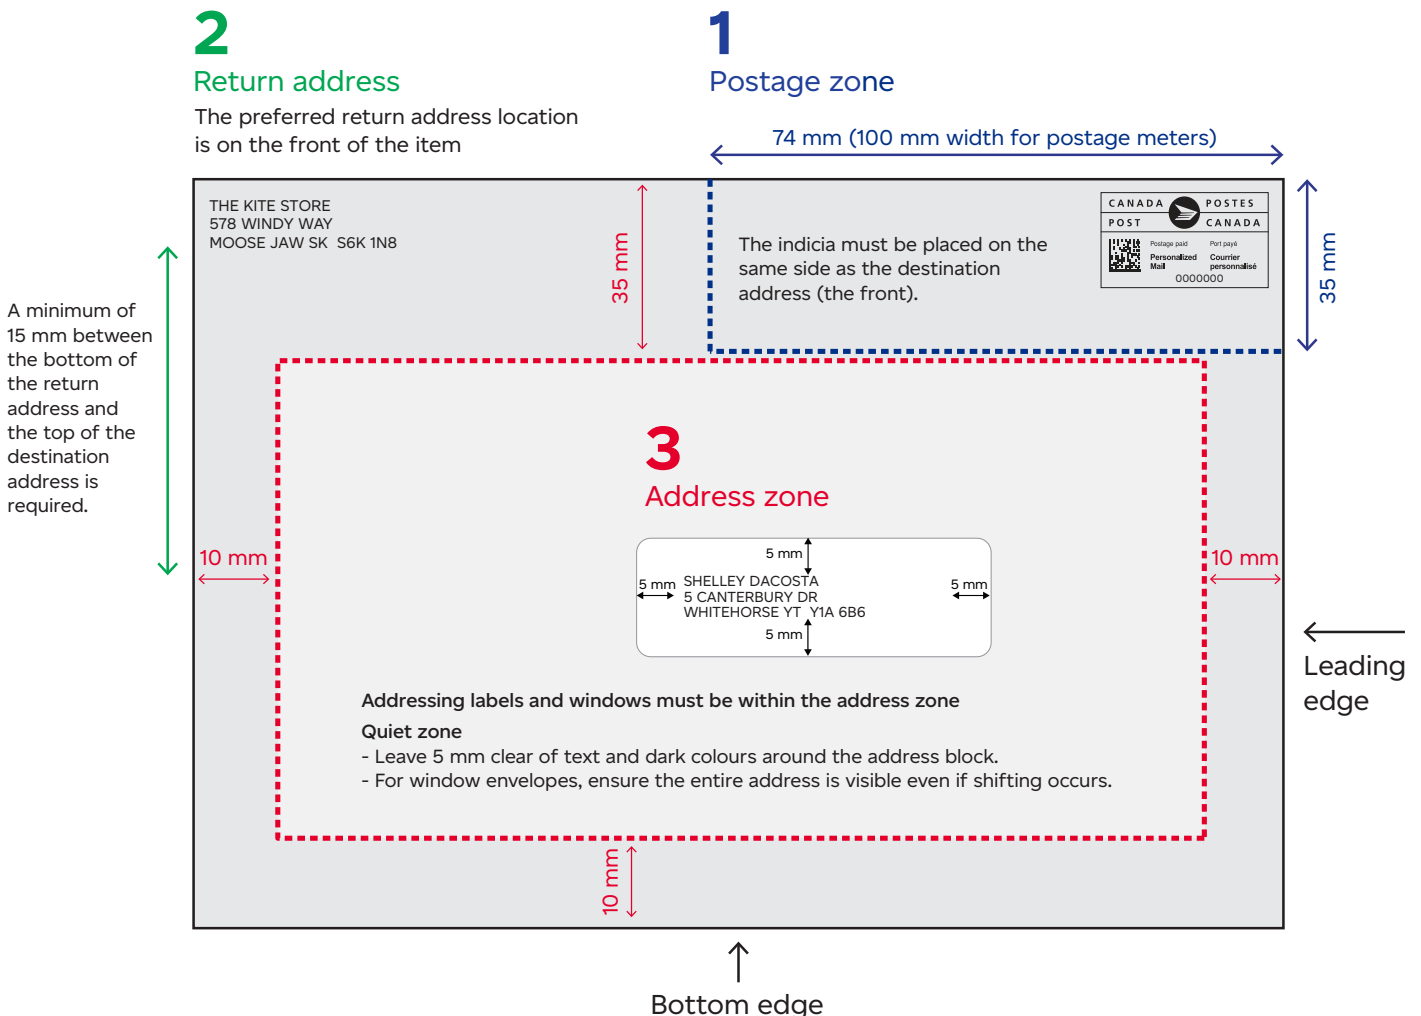 2
Return address
The preferred return address location
is on the front of the item
1
Postage zone
74 mm (100 mm width for postage meters)
THE KITE STORE
578 WINDY WAY
MOOSE JAW SK  S6K 1N8
35 mm
The indicia must be placed on the
same side as the destination
address (the front).
CANADA POSTES
POST CANADA
Postage paid Port payé
Personalized Courrier
Mail personnalisé
0000000
35 mm
A minimum of
15 mm between
the bottom of
the return
address and
the top of the
destination
address is
required.
3
Address zone
10 mm
10 mm
5 mm
5 mm
SHELLEY DACOSTA
5 CANTERBURY DR
WHITEHORSE YT  Y1A 6B6
5 mm
5 mm
Leading
edge
Addressing labels and windows must be within the address zone
Quiet zone
- Leave 5 mm clear of text and dark colours around the address block.
- For window envelopes, ensure the entire address is visible even if shifting occurs.
10 mm
Bottom edge